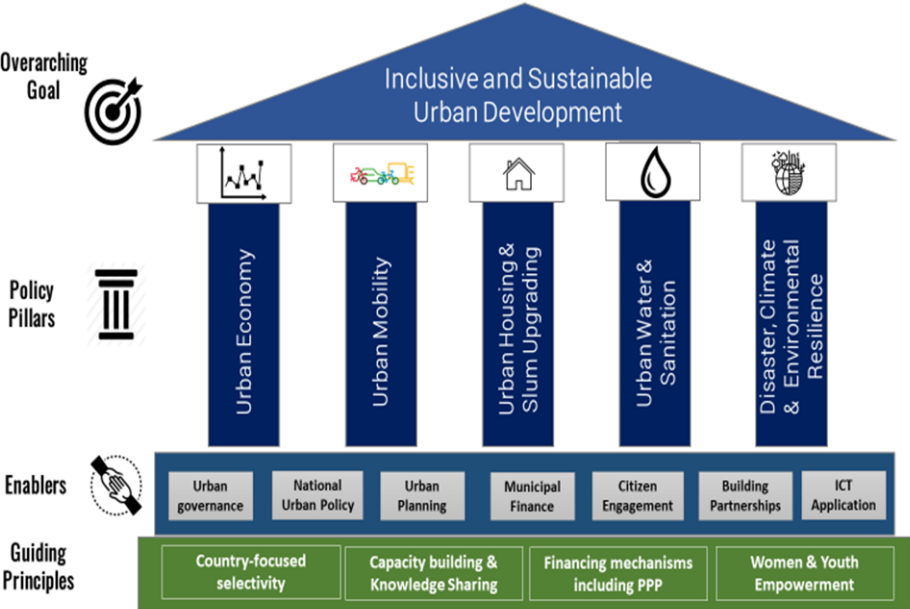 Overarching
Goal
Inclusive and Sustainable
Urban Development
Policy
Pillars
Urban Economy
Urban Mobility
Urban Housing &
Slum Upgrading
Urban Water &
Sanitation
Disaster, Climate
& Environmental
Resilience
Enablers
Urban
governance
National
Urban Policy
Urban
Planning
Municipal
Finance
Citizen
Engagement
Building
Partnerships
ICT
Application
Guiding
Principles
Country-focused
selectivity
Capacity building &
Knowledge Sharing
Financing mechanisms
including PPP
Women & Youth
Empowerment